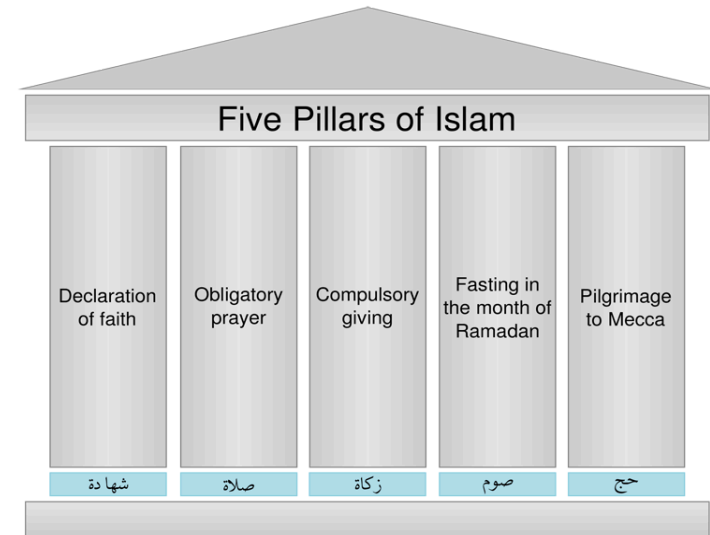 Five Pillars of Islam
Declaration
of faith
Obligatory
prayer
Compulsory
giving
Fasting in
the month of
Ramadan
Pilgrimage
to Mecca
شهادة
صلاة
زكاة
صوم
حج